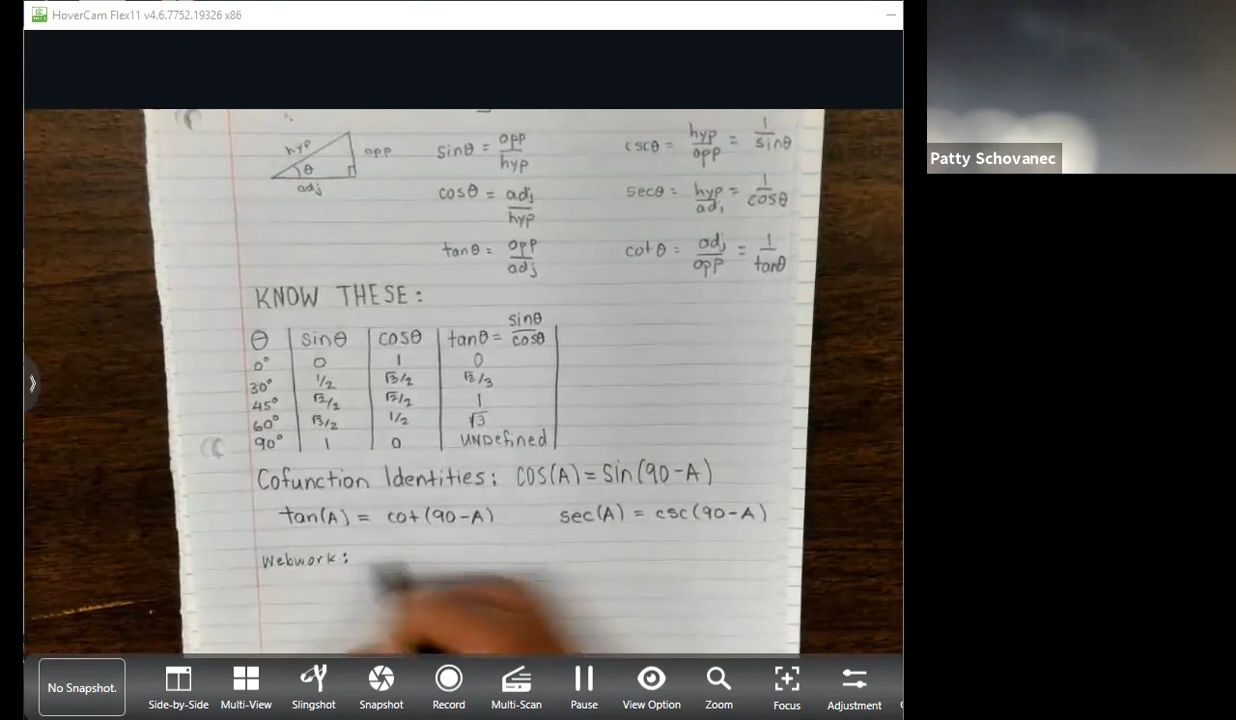 HoverCam Flex11 v4.6.7752.19326 x86
Patty Schovanec
hyp
opp
θ
adj
sinθ = opp/hyp
cscθ = hyp/opp = 1/sinθ
cosθ = adj/hyp
secθ = hyp/adj = 1/cosθ
tanθ = opp/adj
cotθ = adj/opp = 1/tanθ
KNOW THESE:
θ sinθ cosθ tanθ = sinθ/cosθ
0° 0 1 0
30° 1/2 √3/2 √3/3
45° √2/2 √2/2 1
60° √3/2 1/2 √3
90° 1 0 UNDefined
Cofunction Identities: COS(A) = Sin(90-A)
tan(A) = cot(90-A) sec(A) = csc(90-A)
Webwork:
No Snapshot.
Side-by-Side Multi-View Slingshot Snapshot Record Multi-Scan Pause View Option Zoom Focus Adjustment